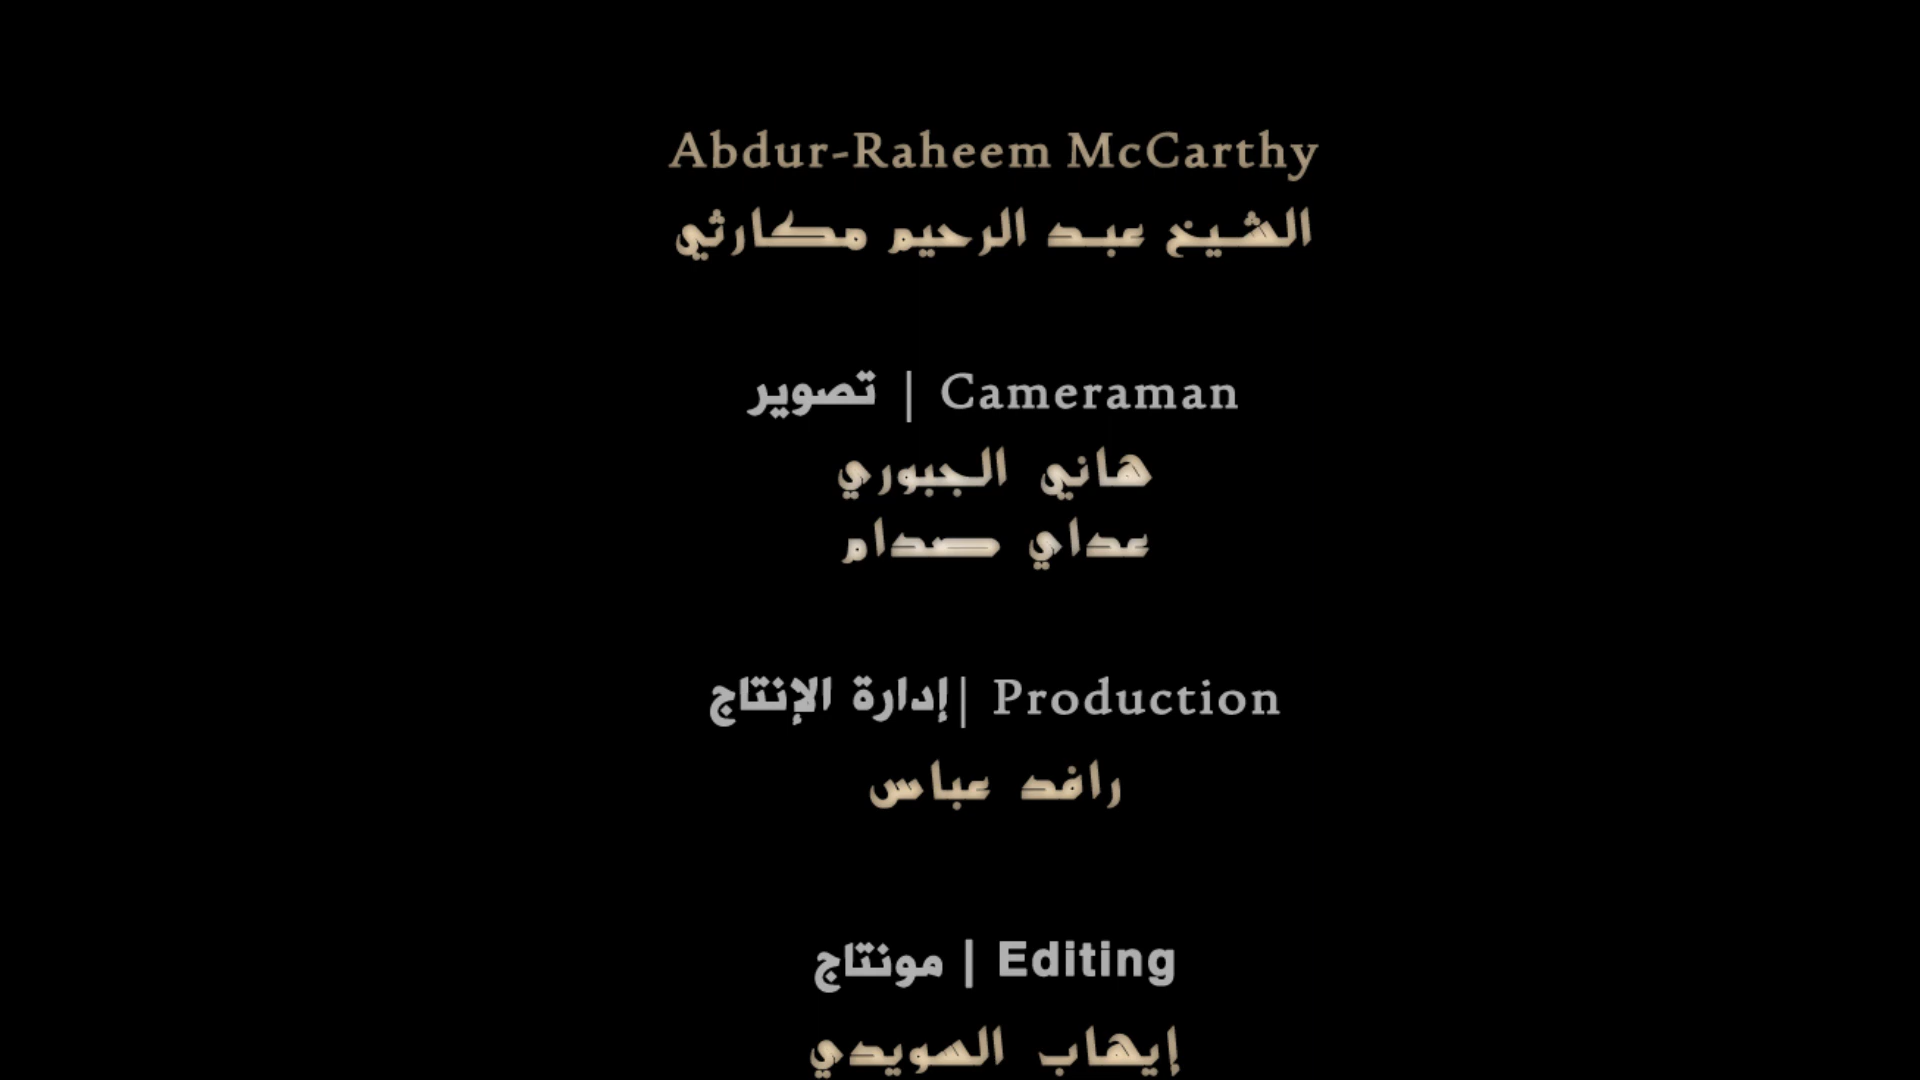 Abdur-Raheem McCarthy
الشيخ عبد الرحيم مكارثي
تصوير | Cameraman
هاني الجبوري
عداي صدام
إدارة الإنتاج | Production
رافد عباس
مونتاج | Editing
إيهاب السويدي